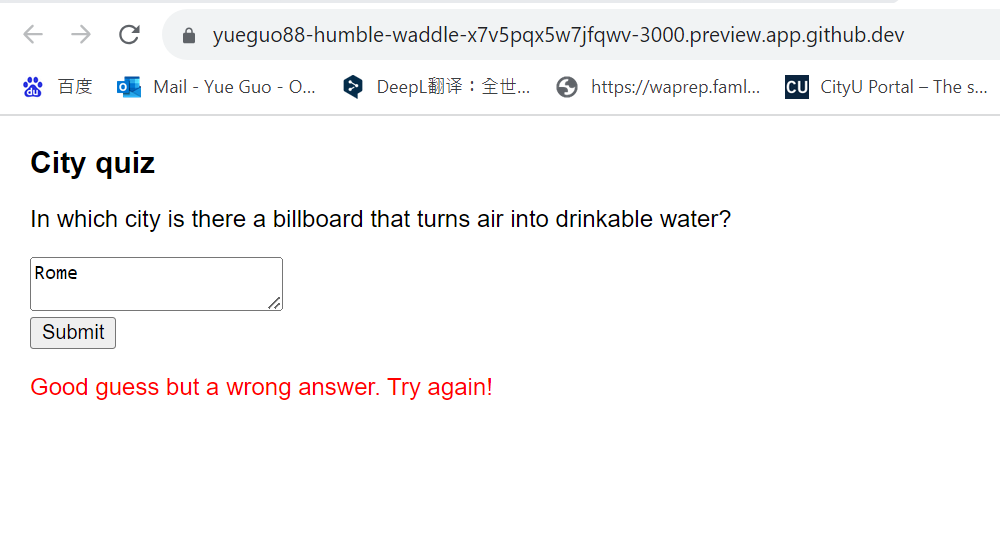 yueguo88-humble-waddle-x7v5pqx5w7jfqwv-3000.preview.app.github.dev
du 百度 Mail - Yue Guo - O... DeepL翻译：全世... https://waprep.faml... CU CityU Portal – The s...
City quiz
In which city is there a billboard that turns air into drinkable water?
Rome
Submit
Good guess but a wrong answer. Try again!